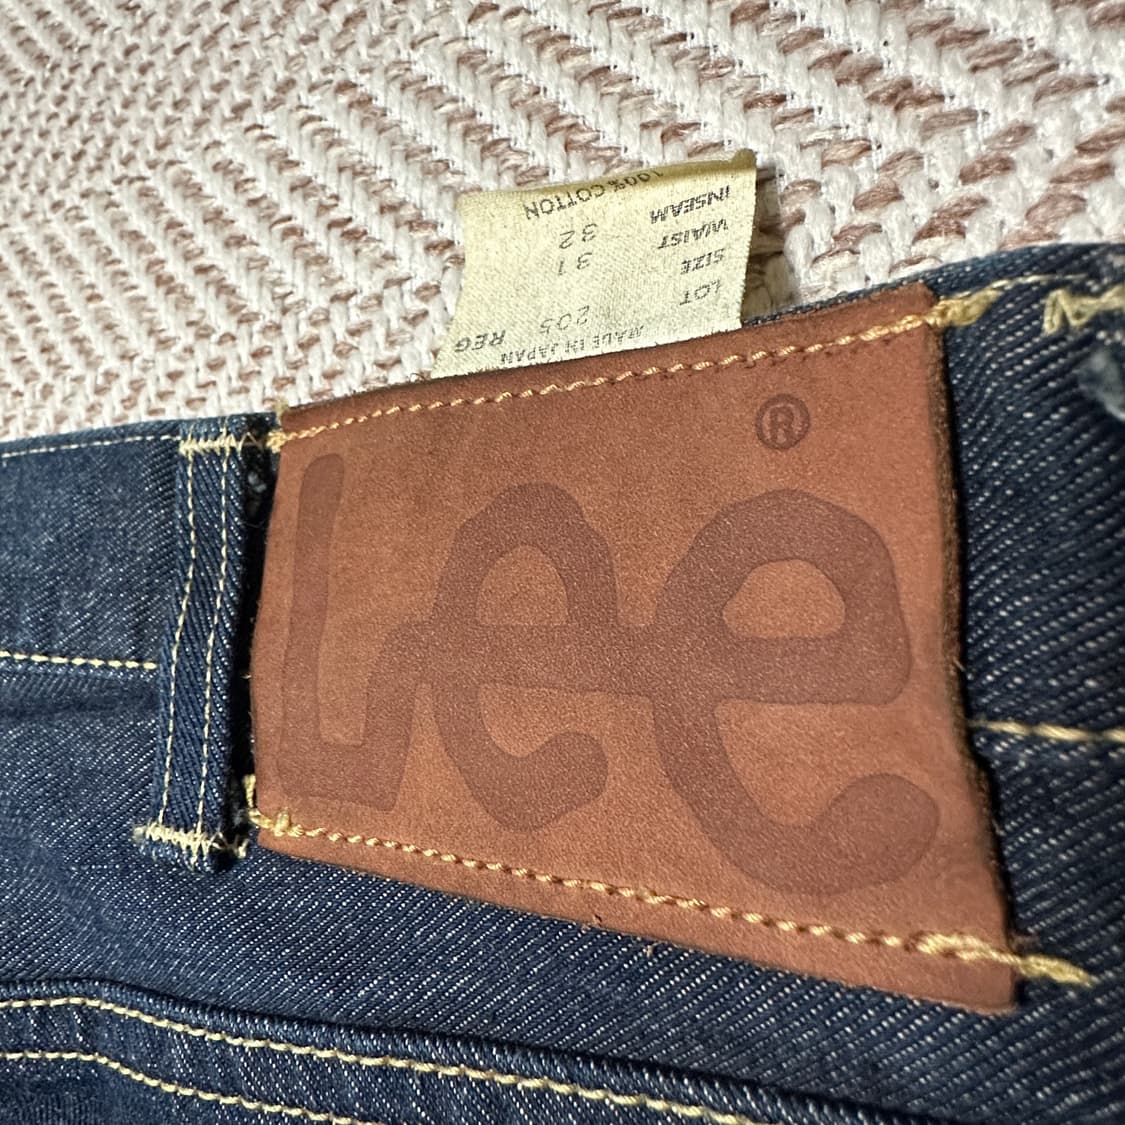 MADE IN JAPAN
LOT 205 REG
SIZE
WAIST 31
INSEAM 32
100% COTTON
Lee ®